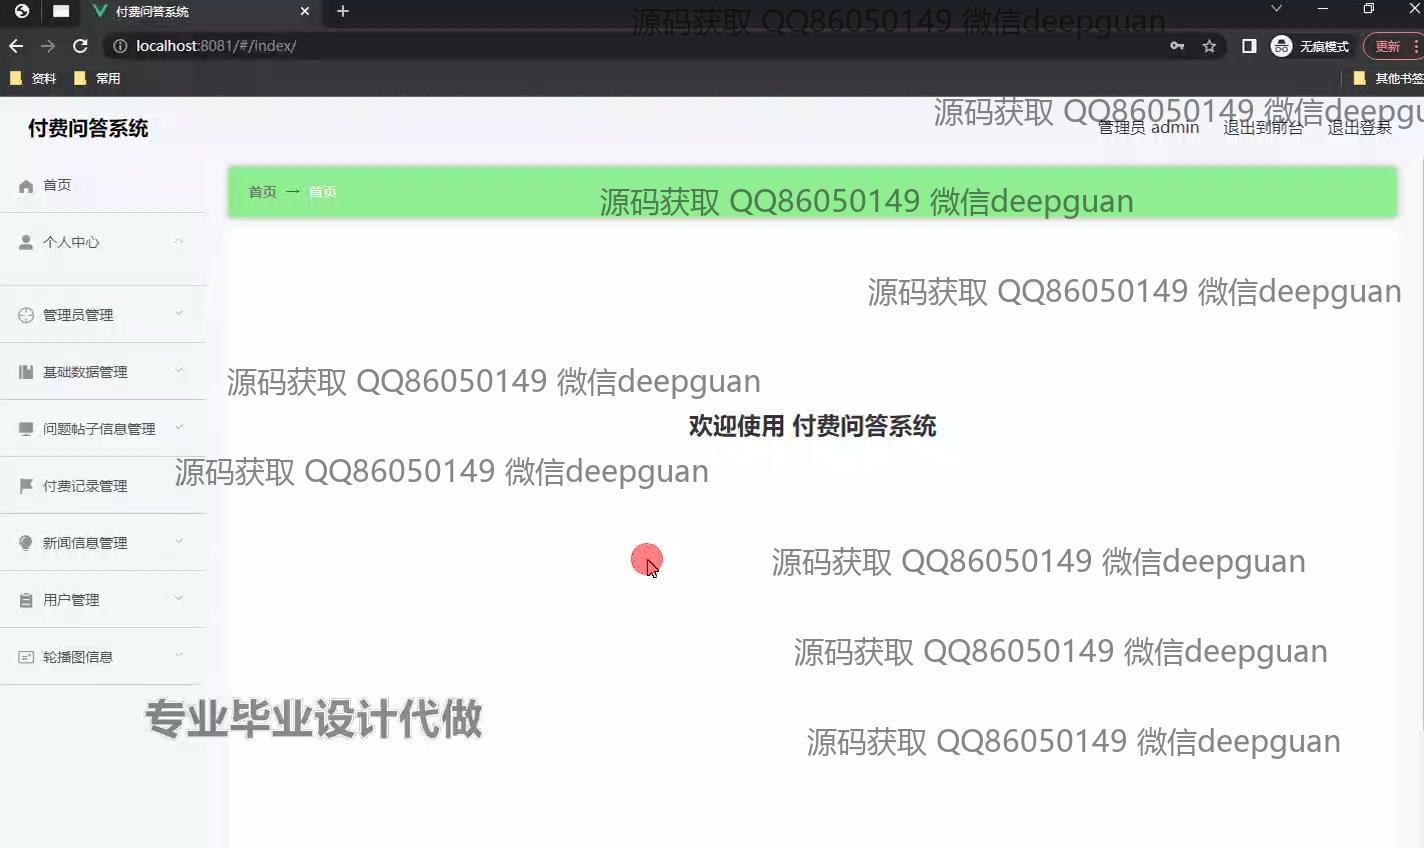 付费问答系统
源码获取 QQ86050149 微信deepguan
localhost:8081/#/index/
无痕模式
更新
资料
常用
其他书签
源码获取 QQ86050149 微信deepgu
付费问答系统
管理员 admin
退出到前台
退出登录
首页
首页 → 首页
源码获取 QQ86050149 微信deepguan
个人中心
源码获取 QQ86050149 微信deepguan
管理员管理
基础数据管理
源码获取 QQ86050149 微信deepguan
欢迎使用 付费问答系统
问题帖子信息管理
源码获取 QQ86050149 微信deepguan
付费记录管理
新闻信息管理
源码获取 QQ86050149 微信deepguan
用户管理
源码获取 QQ86050149 微信deepguan
轮播图信息
专业毕业设计代做
源码获取 QQ86050149 微信deepguan